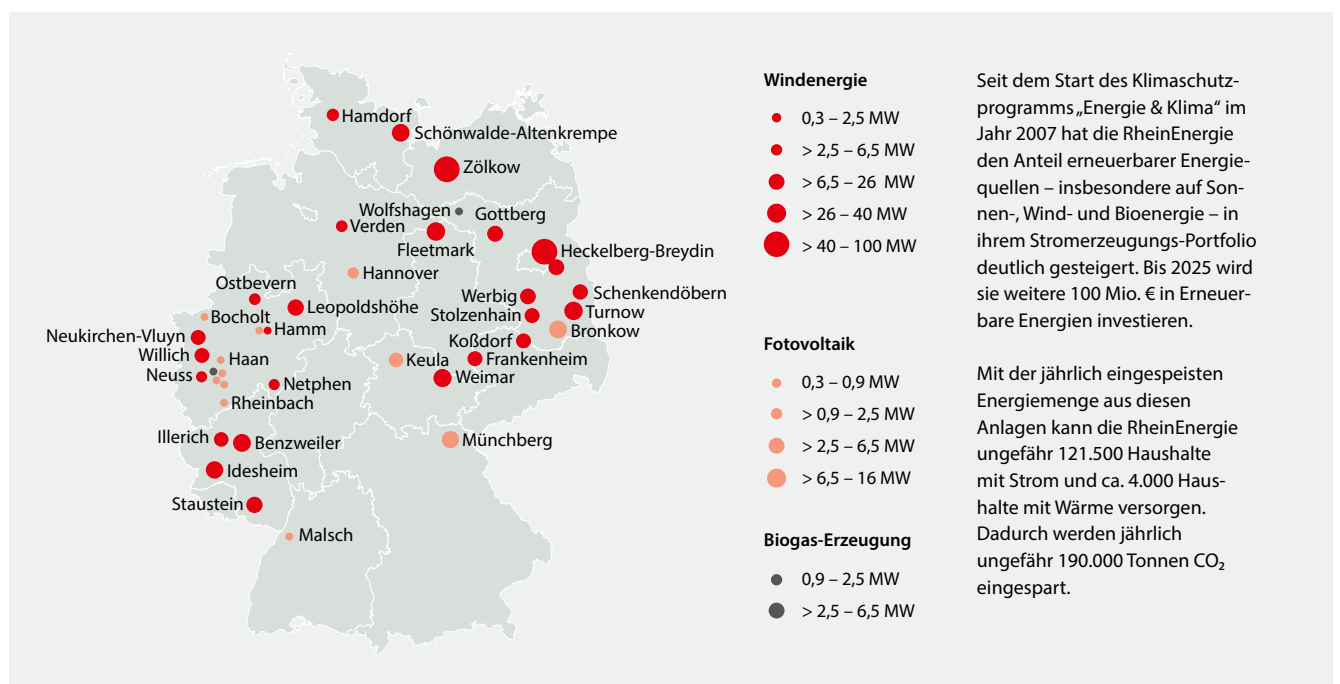 Hamdorf
Schönwalde-Altenkrempe
Zölkow
Wolfshagen
Gottberg
Verden
Fleetmark
Heckelberg-Breydin
Hannover
Ostbevern
Werbig
Schenkendöbern
Leopoldshöhe
Stolzenhain
Turnow
Bocholt
Hamm
Bronkow
Neukirchen-Vluyn
Koßdorf
Willich
Haan
Keula
Frankenheim
Neuss
Netphen
Weimar
Rheinbach
Illerich
Benzweiler
Münchberg
Idesheim
Staustein
Malsch
Windenergie
0,3 – 2,5 MW
> 2,5 – 6,5 MW
> 6,5 – 26 MW
> 26 – 40 MW
> 40 – 100 MW
Fotovoltaik
0,3 – 0,9 MW
> 0,9 – 2,5 MW
> 2,5 – 6,5 MW
> 6,5 – 16 MW
Biogas-Erzeugung
0,9 – 2,5 MW
> 2,5 – 6,5 MW
Seit dem Start des Klimaschutz-
programms „Energie & Klima“ im
Jahr 2007 hat die RheinEnergie
den Anteil erneuerbarer Energie-
quellen – insbesondere auf Son-
nen-, Wind- und Bioenergie – in
ihrem Stromerzeugungs-Portfolio
deutlich gesteigert. Bis 2025 wird
sie weitere 100 Mio. € in Erneuer-
bare Energien investieren.
Mit der jährlich eingespeisten
Energiemenge aus diesen
Anlagen kann die RheinEnergie
ungefähr 121.500 Haushalte
mit Strom und ca. 4.000 Haus-
halte mit Wärme versorgen.
Dadurch werden jährlich
ungefähr 190.000 Tonnen CO₂
eingespart.